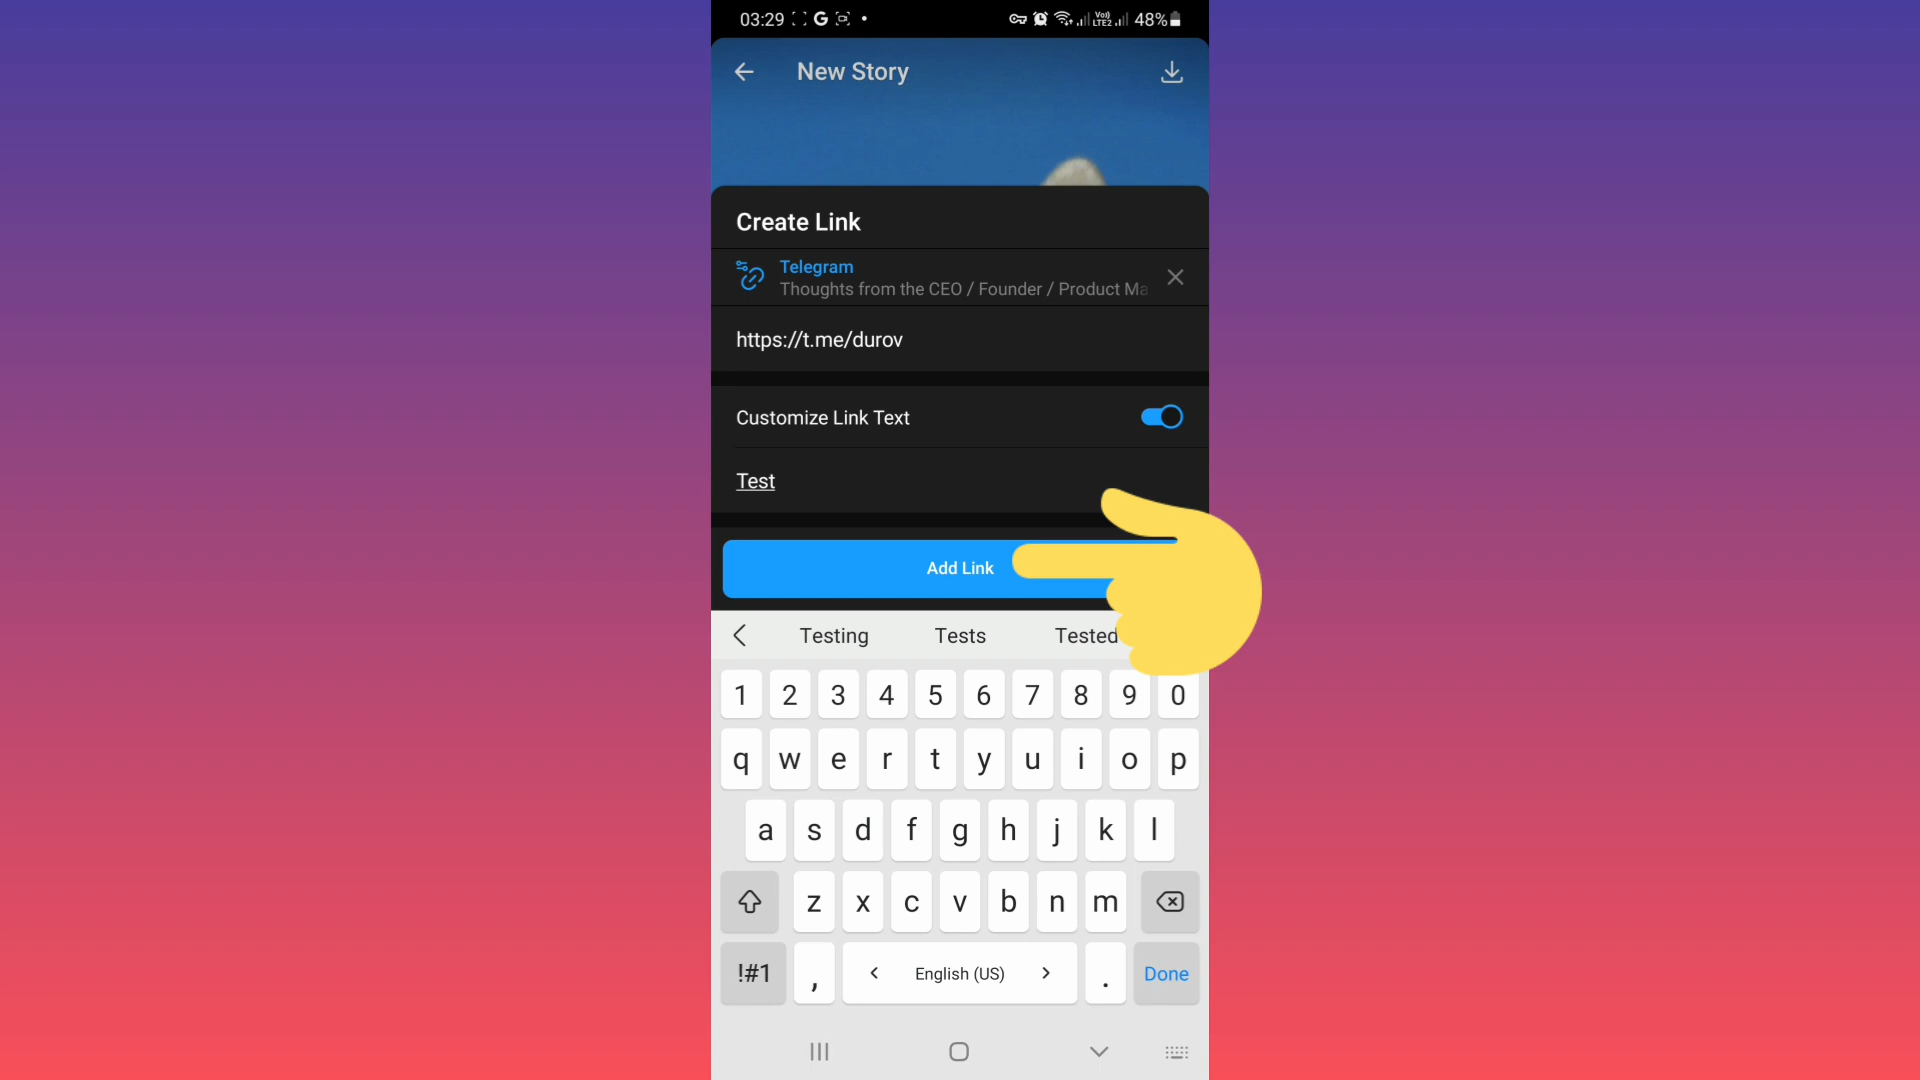 03:29 G Vo) LTE2 48%
New Story
Create Link
Telegram
Thoughts from the CEO / Founder / Product Ma
https://t.me/durov
Customize Link Text
Test
Add Link
Testing Tests Tested
1 2 3 4 5 6 7 8 9 0
q w e r t y u i o p
a s d f g h j k l
z x c v b n m
!#1 , < English (US) > . Done